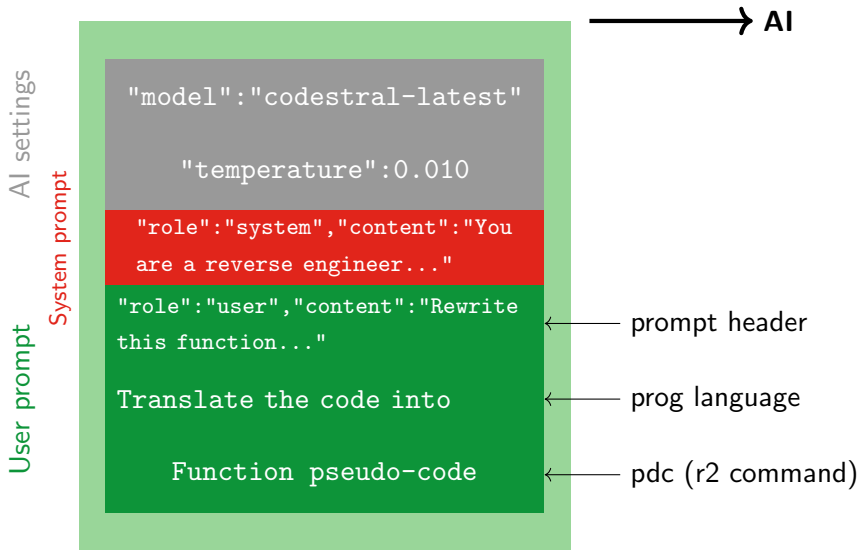 AI
AI settings
"model":"codestral-latest"
"temperature":0.010
System prompt
"role":"system","content":"You
are a reverse engineer..."
User prompt
"role":"user","content":"Rewrite
this function..."
prompt header
Translate the code into
prog language
Function pseudo-code
pdc (r2 command)